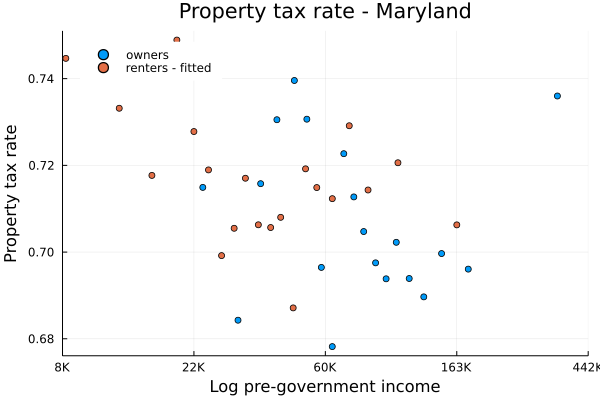 Property tax rate - Maryland
owners
renters - fitted
0.74
0.72
0.70
0.68
Property tax rate
8K
22K
60K
163K
442K
Log pre-government income